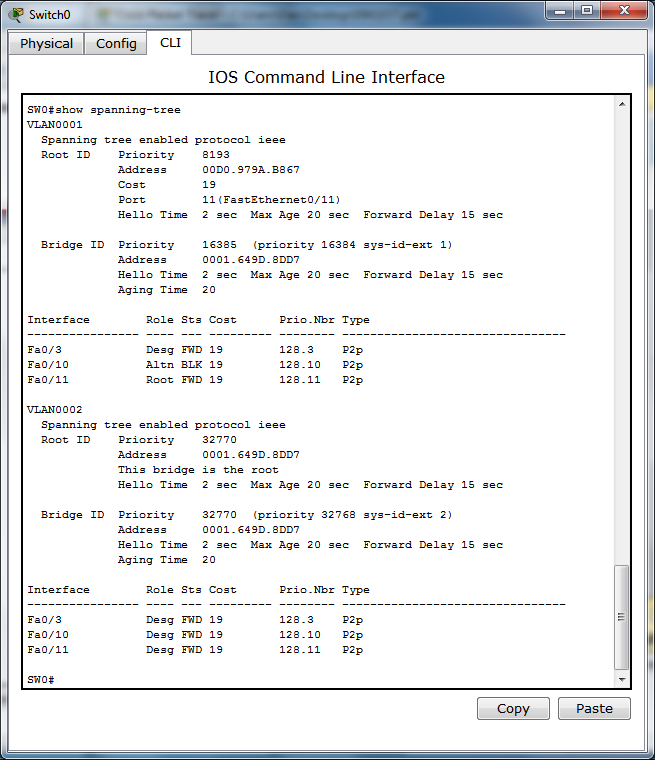 Switch0
Physical Config CLI
IOS Command Line Interface
SW0#show spanning-tree
VLAN0001
  Spanning tree enabled protocol ieee
  Root ID    Priority    8193
             Address     00D0.979A.B867
             Cost        19
             Port        11(FastEthernet0/11)
             Hello Time  2 sec  Max Age 20 sec  Forward Delay 15 sec

  Bridge ID  Priority    16385  (priority 16384 sys-id-ext 1)
             Address     0001.649D.8DD7
             Hello Time  2 sec  Max Age 20 sec  Forward Delay 15 sec
             Aging Time  20

Interface        Role Sts Cost      Prio.Nbr Type
---------------- ---- --- --------- -------- --------------------------------
Fa0/3            Desg FWD 19        128.3    P2p
Fa0/10           Altn BLK 19        128.10   P2p
Fa0/11           Root FWD 19        128.11   P2p

VLAN0002
  Spanning tree enabled protocol ieee
  Root ID    Priority    32770
             Address     0001.649D.8DD7
             This bridge is the root
             Hello Time  2 sec  Max Age 20 sec  Forward Delay 15 sec

  Bridge ID  Priority    32770  (priority 32768 sys-id-ext 2)
             Address     0001.649D.8DD7
             Hello Time  2 sec  Max Age 20 sec  Forward Delay 15 sec
             Aging Time  20

Interface        Role Sts Cost      Prio.Nbr Type
---------------- ---- --- --------- -------- --------------------------------
Fa0/3            Desg FWD 19        128.3    P2p
Fa0/10           Desg FWD 19        128.10   P2p
Fa0/11           Desg FWD 19        128.11   P2p

SW0#
Copy Paste